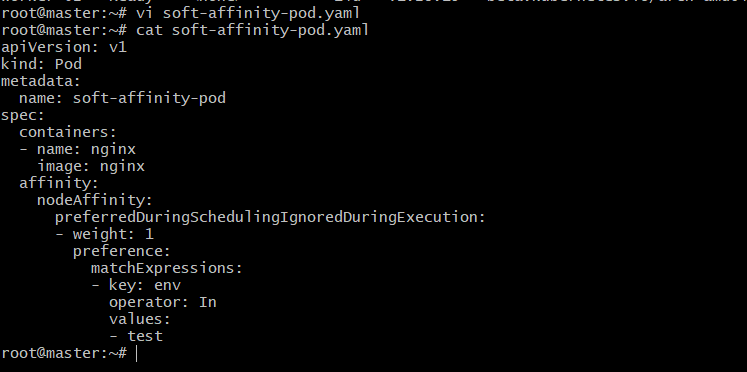 root@master:~# vi soft-affinity-pod.yaml
root@master:~# cat soft-affinity-pod.yaml
apiVersion: v1
kind: Pod
metadata:
  name: soft-affinity-pod
spec:
  containers:
  - name: nginx
    image: nginx
  affinity:
    nodeAffinity:
      preferredDuringSchedulingIgnoredDuringExecution:
      - weight: 1
        preference:
          matchExpressions:
          - key: env
            operator: In
            values:
            - test
root@master:~#